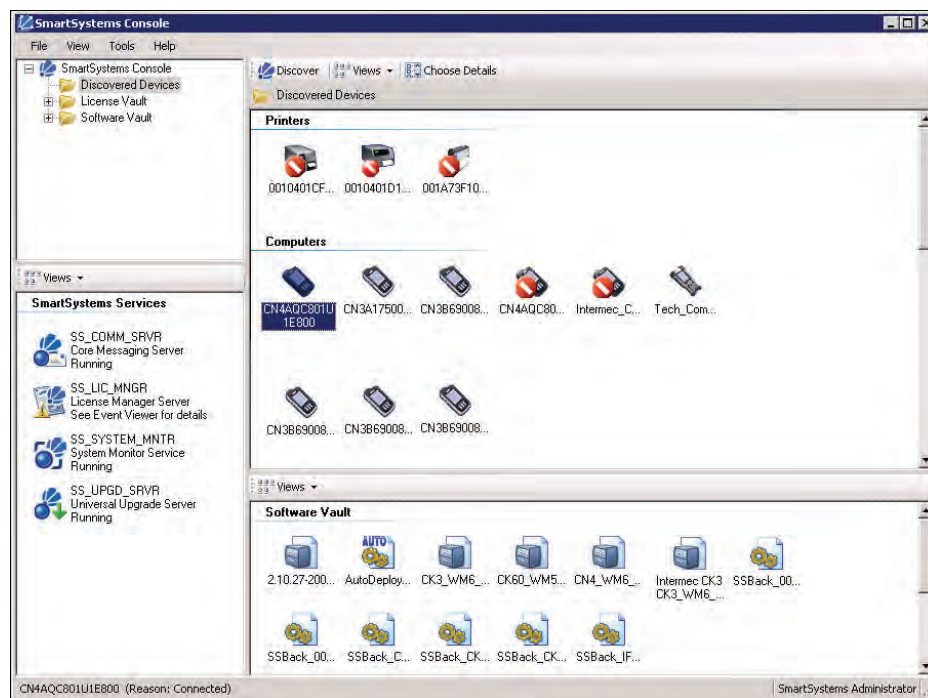 SmartSystems Console
File View Tools Help
SmartSystems Console
Discovered Devices
License Vault
Software Vault
Views
SmartSystems Services
SS_COMM_SRVR
Core Messaging Server
Running
SS_LIC_MNGR
License Manager Server
See Event Viewer for details
SS_SYSTEM_MNTR
System Monitor Service
Running
SS_UPGD_SRVR
Universal Upgrade Server
Running
Discover Views Choose Details
Discovered Devices
Printers
0010401CF... 0010401D1... 001A73F10...
Computers
CN4AQC801U CN3A17500... CN3B69008... CN4AQC80... Intermec_C... Tech_Com...
1E800
CN3B69008... CN3B69008... CN3B69008...
Views
Software Vault
AUTO
2.10.27-200... AutoDeploy... CK3_WM6_... CK60_WM5... CN4_WM6_... Intermec CK3 SSBack_00...
CK3_WM6_...
SSBack_00... SSBack_C... SSBack_CK... SSBack_CK... SSBack_IF...
CN4AQC801U1E800 (Reason: Connected) SmartSystems Administrator